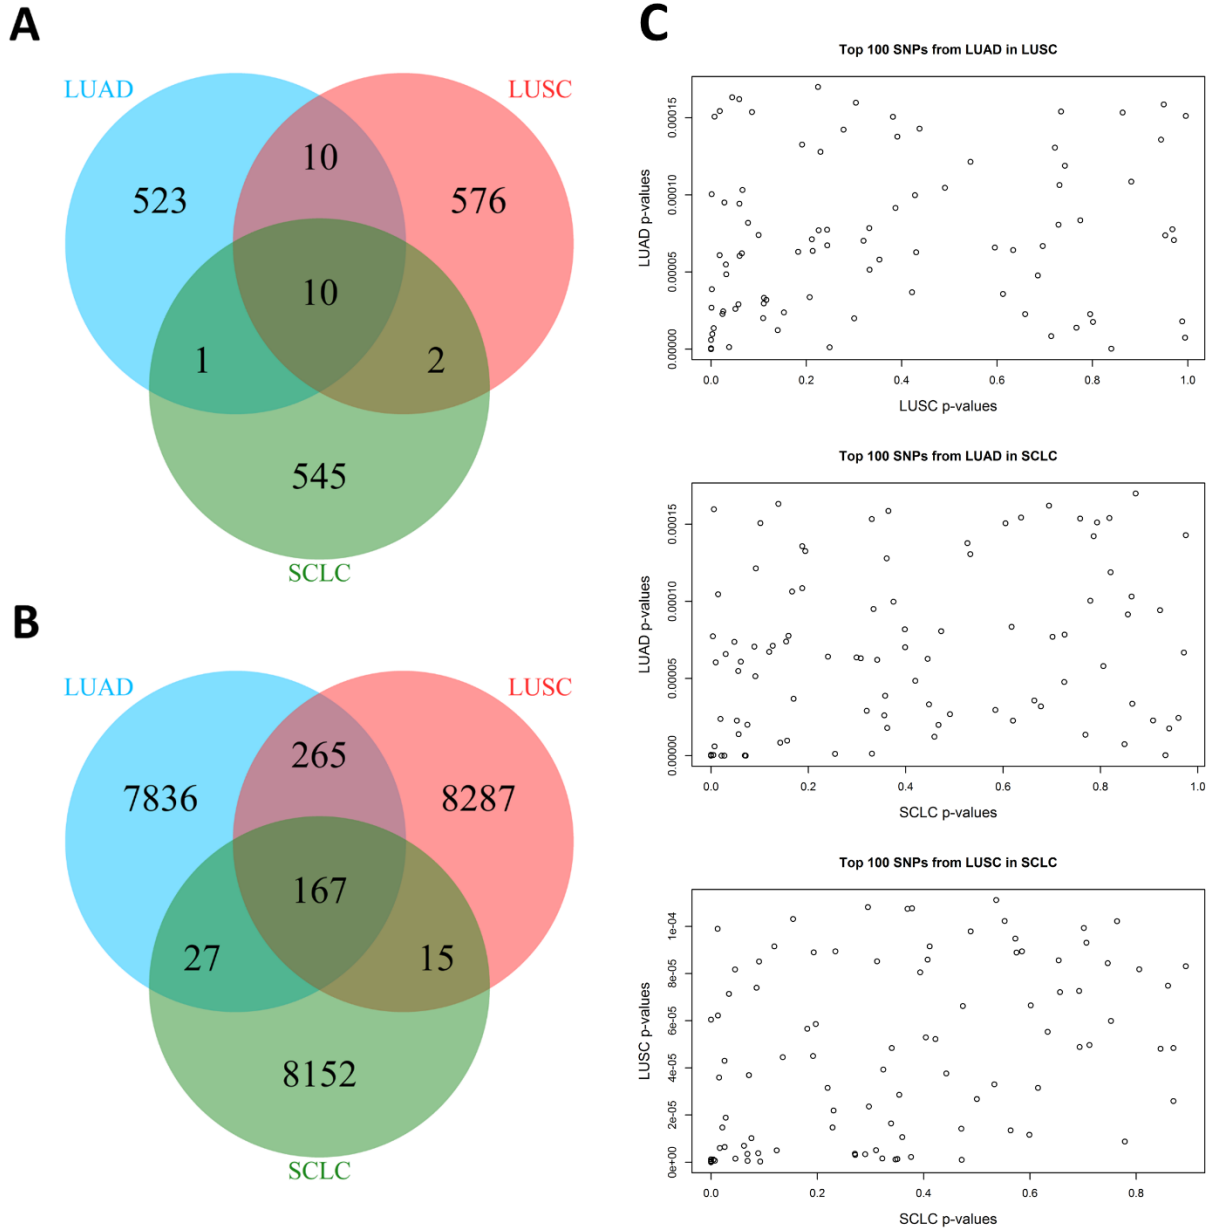 A
LUAD
LUSC
10
523
576
10
1
2
545
SCLC
B
LUAD
LUSC
265
7836
8287
167
27
15
8152
SCLC
C
Top 100 SNPs from LUAD in LUSC
LUAD p-values
0.00015
0.00010
0.00005
0.00000
0.0 0.2 0.4 0.6 0.8 1.0
LUSC p-values
Top 100 SNPs from LUAD in SCLC
LUAD p-values
0.00015
0.00010
0.00005
0.00000
0.0 0.2 0.4 0.6 0.8 1.0
SCLC p-values
Top 100 SNPs from LUSC in SCLC
LUSC p-values
1e-04
8e-05
6e-05
4e-05
2e-05
0e+00
0.0 0.2 0.4 0.6 0.8
SCLC p-values